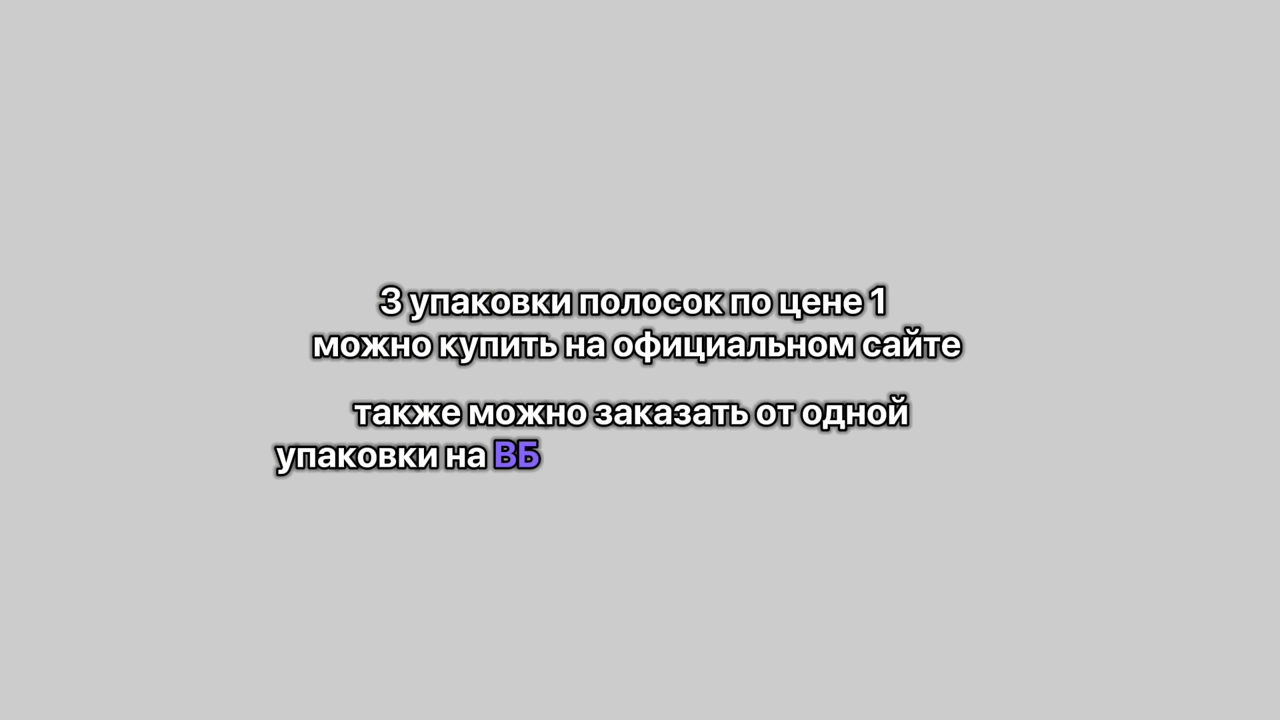 3 упаковки полосок по цене 1
можно купить на официальном сайте
также можно заказать от одной
упаковки на ВБ